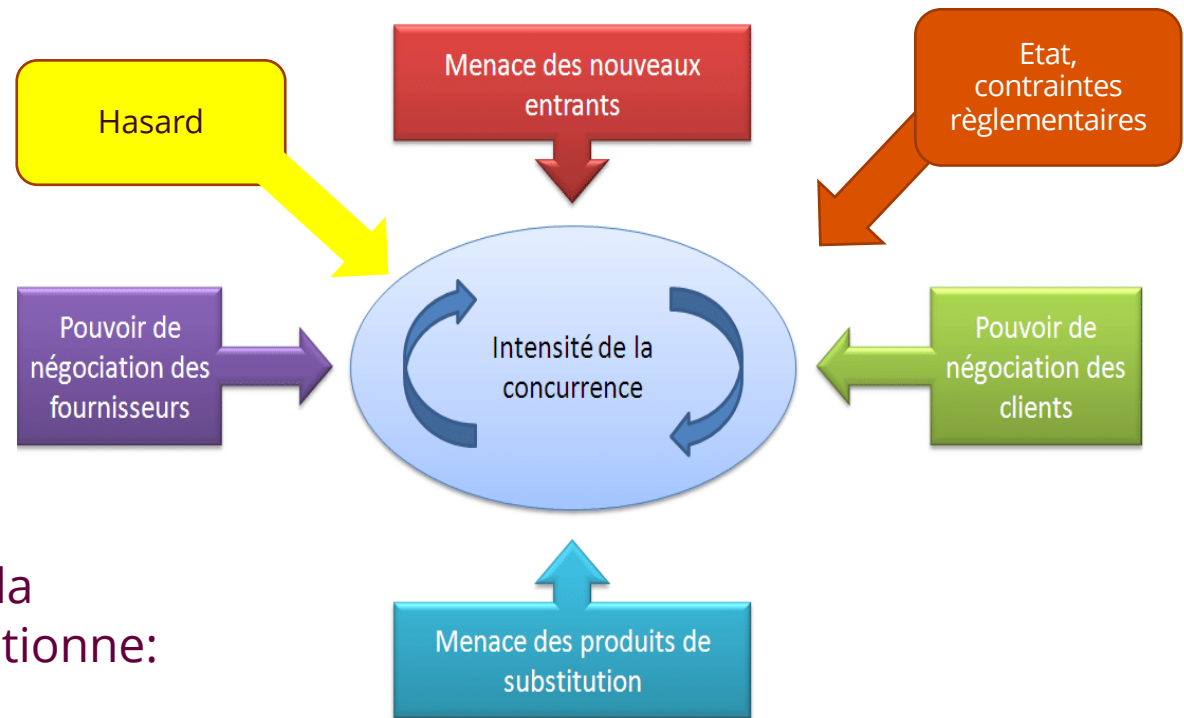 Hasard
Menace des nouveaux
entrants
Etat,
contraintes
règlementaires
Pouvoir de
négociation des
fournisseurs
Intensité de la
concurrence
Pouvoir de
négociation des
clients
la
tionne:
Menace des produits de
substitution